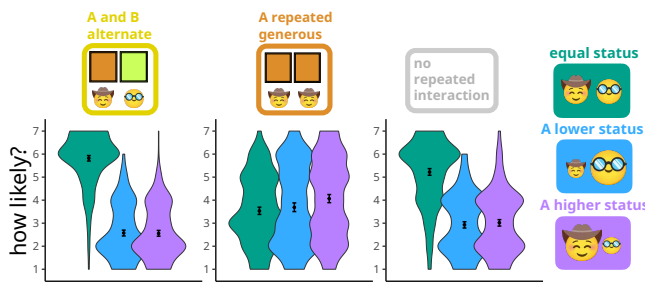 A and B
alternate
A repeated
generous
no
repeated
interaction
equal status
A lower status
A higher status
how likely?
7
6
5
4
3
2
1
7
6
5
4
3
2
1
7
6
5
4
3
2
1